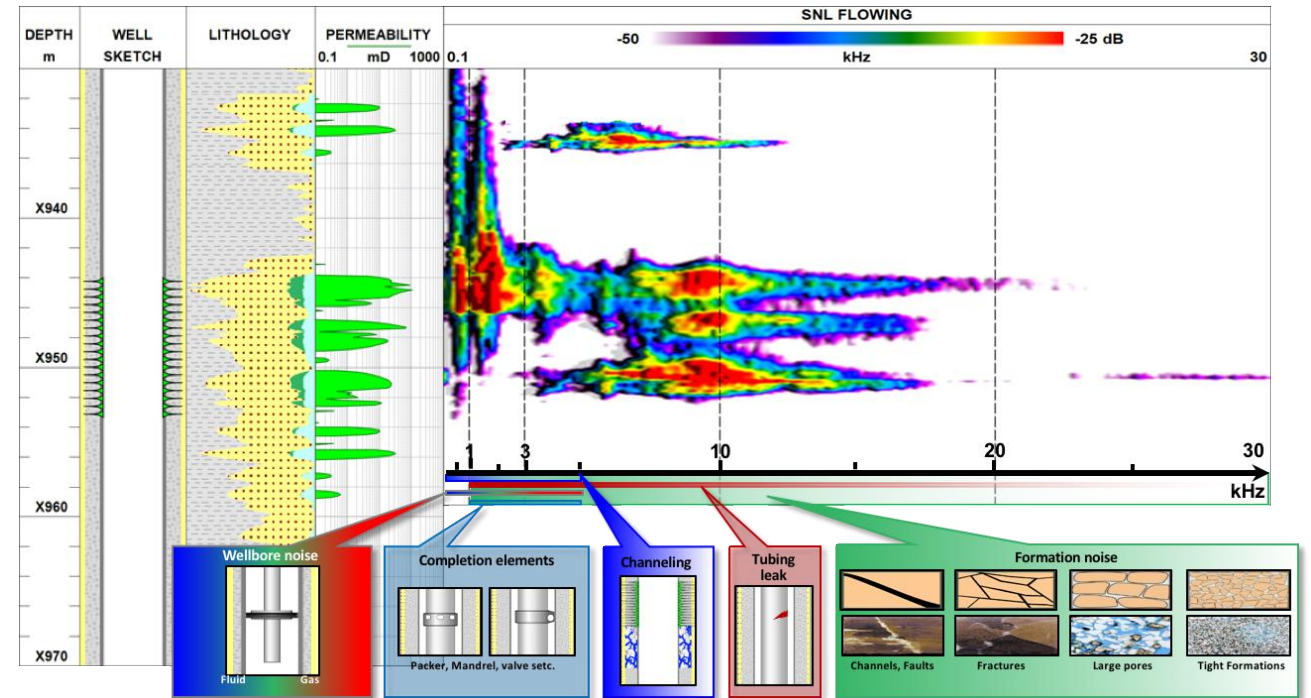 DEPTH
m
WELL
SKETCH
LITHOLOGY
PERMEABILITY
0.1 mD 1000
SNL FLOWING
-50 -25 dB
0.1 kHz 30
X940
X950
X960
X970
1 3 10 20 30
kHz
Wellbore noise
Fluid Gas
Completion elements
Packer, Mandrel, valve setc.
Channeling
Tubing
leak
Formation noise
Channels, Faults
Fractures
Large pores
Tight Formations